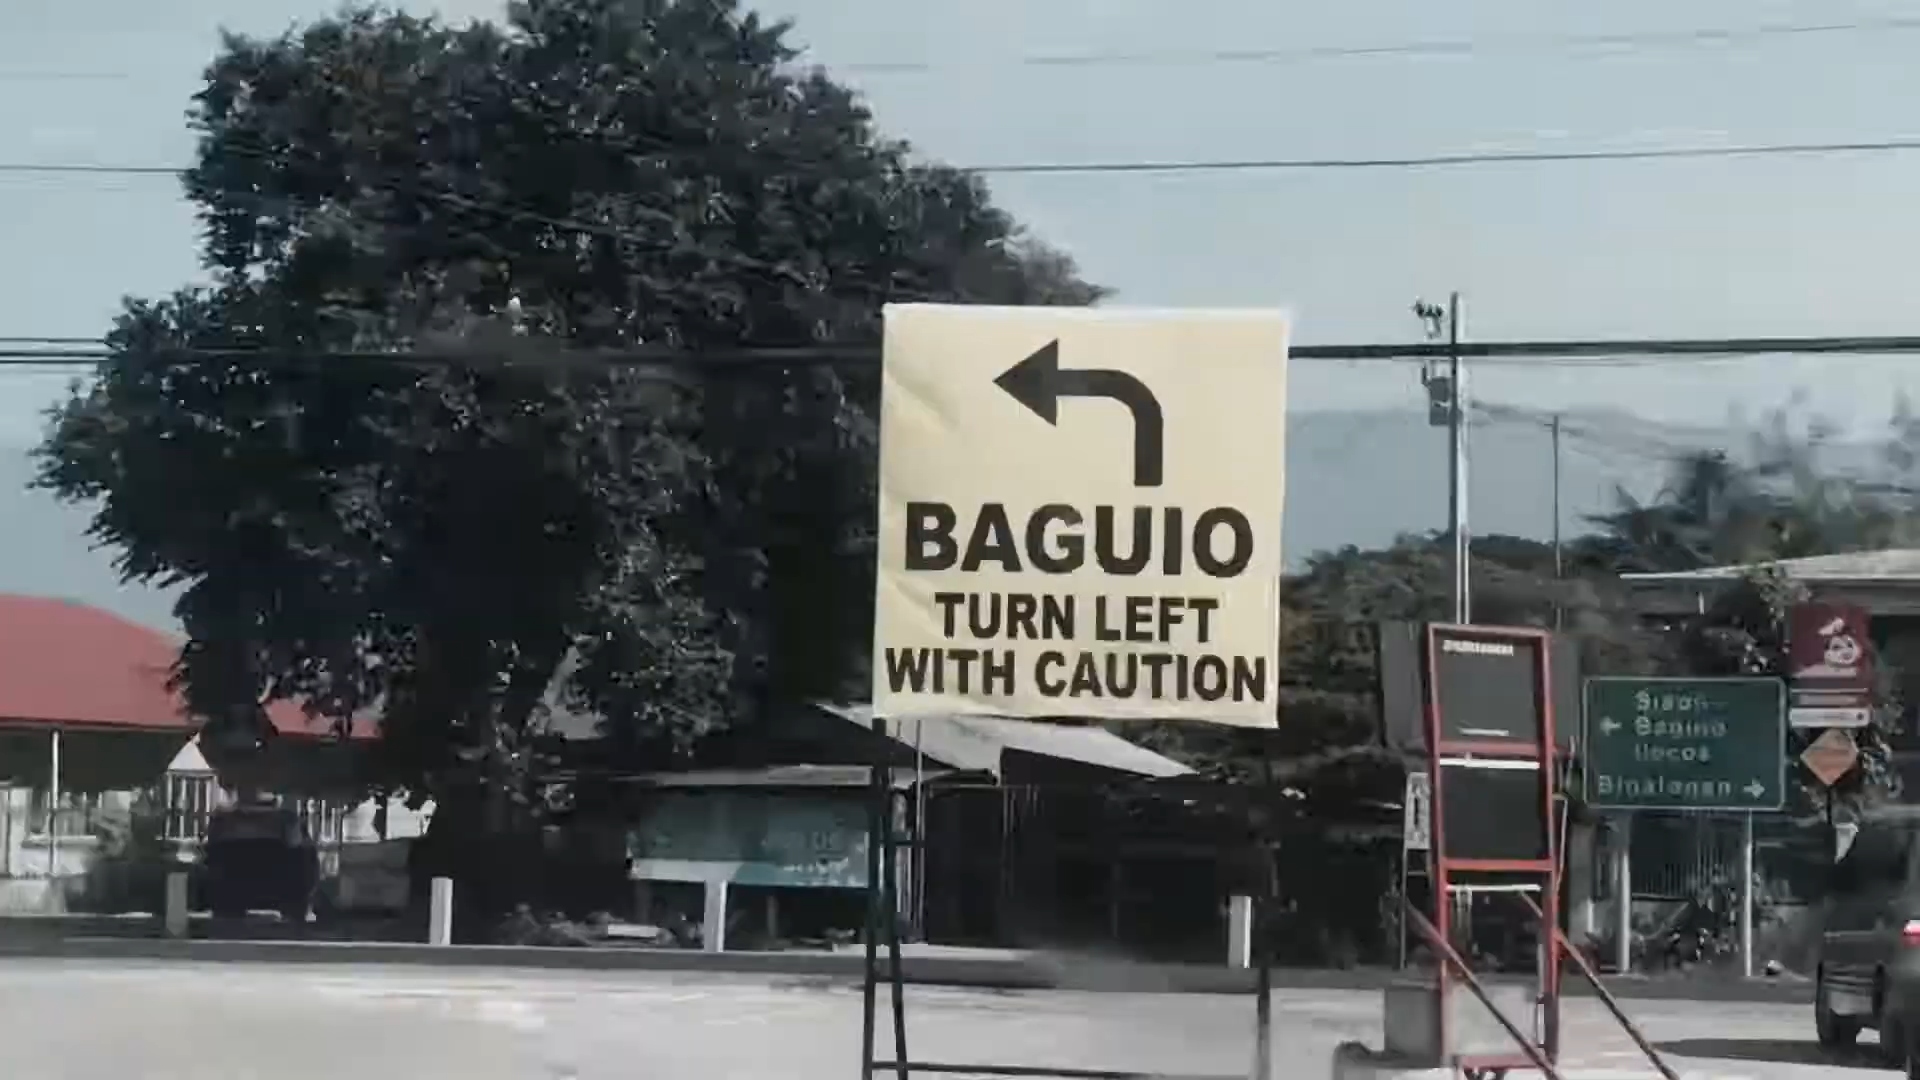 BAGUIO
TURN LEFT
WITH CAUTION
Sison
Baguio
Ilocos
Binalonan